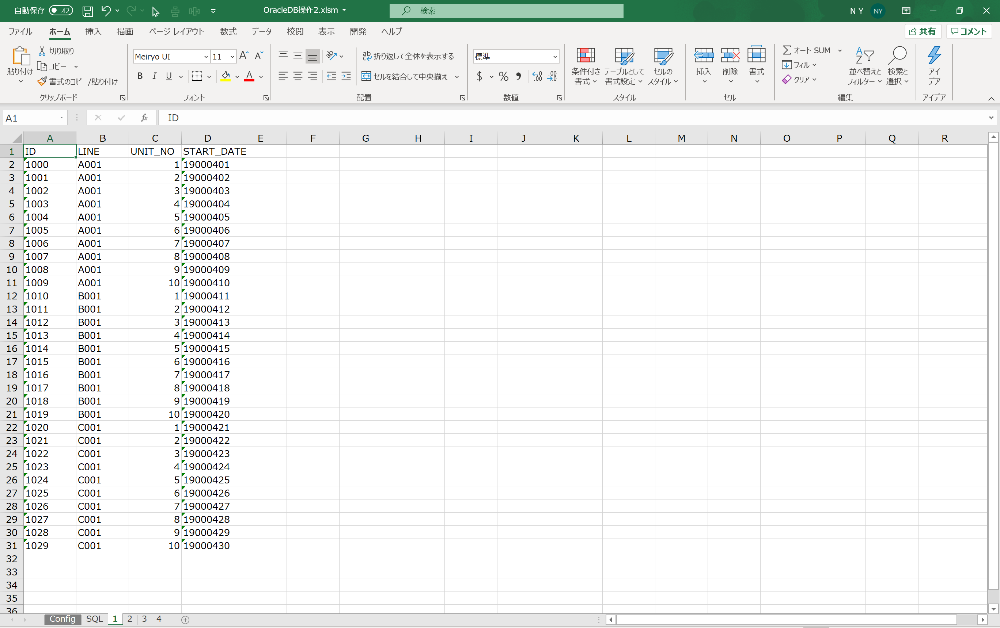 自動保存 オフ OracleDB操作2.xlsm 検索 N Y NY
ファイル ホーム 挿入 描画 ページ レイアウト 数式 データ 校閲 表示 開発 ヘルプ 共有 コメント
貼り付け 切り取り コピー 書式のコピー/貼り付け
クリップボード
Meiryo UI 11 A A
B I U A
フォント
ab 折り返して全体を表示する
セルを結合して中央揃え
配置
標準
$ % 9 .00 .00
数値
条件付き書式 テーブルとして書式設定 セルのスタイル
スタイル
挿入 削除 書式
セル
Σ オート SUM
フィル
クリア
並べ替えとフィルター 検索と選択
編集
アイデア
アイデア
A1 fx ID
A B C D E F G H I J K L M N O P Q R
1 ID LINE UNIT_NO START_DATE
2 1000 A001 1 19000401
3 1001 A001 2 19000402
4 1002 A001 3 19000403
5 1003 A001 4 19000404
6 1004 A001 5 19000405
7 1005 A001 6 19000406
8 1006 A001 7 19000407
9 1007 A001 8 19000408
10 1008 A001 9 19000409
11 1009 A001 10 19000410
12 1010 B001 1 19000411
13 1011 B001 2 19000412
14 1012 B001 3 19000413
15 1013 B001 4 19000414
16 1014 B001 5 19000415
17 1015 B001 6 19000416
18 1016 B001 7 19000417
19 1017 B001 8 19000418
20 1018 B001 9 19000419
21 1019 B001 10 19000420
22 1020 C001 1 19000421
23 1021 C001 2 19000422
24 1022 C001 3 19000423
25 1023 C001 4 19000424
26 1024 C001 5 19000425
27 1025 C001 6 19000426
28 1026 C001 7 19000427
29 1027 C001 8 19000428
30 1028 C001 9 19000429
31 1029 C001 10 19000430
32
33
34
35
36
Config SQL 1 2 3 4